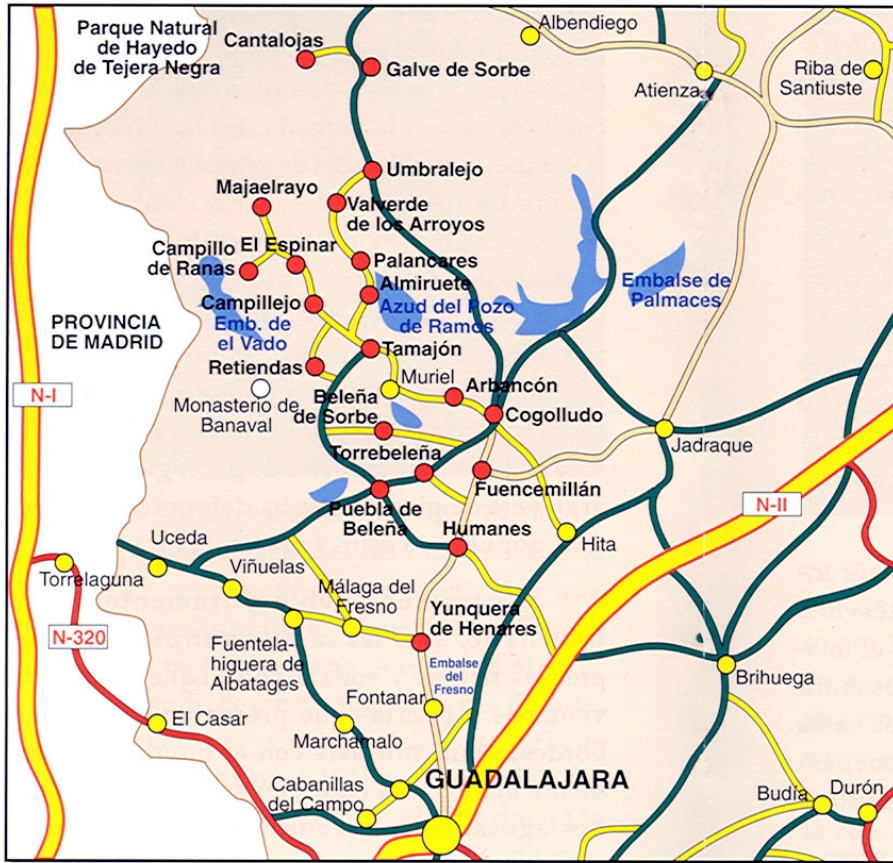 Parque Natural
de Hayedo
de Tejera Negra
Cantalojas
Galve de Sorbe
Albendiego
Atienza
Riba de
Santiuste
Umbralejo
Majaelrayo
Valverde
de los Arroyos
Campillo
de Ranas
El Espinar
Palancares
Almiruete
Campillejo
Azud del Pozo
de Ramos
Embalse de
Palmaces
PROVINCIA
DE MADRID
Emb. de
el Vado
Tamajón
Retiendas
Muriel
Arbancón
N-I
Monasterio de
Banaval
Beleña
de Sorbe
Cogolludo
Jadraque
Torrebeleña
Fuencemillán
Puebla de
Beleña
Humanes
N-II
Hita
Uceda
Torrelaguna
Viñuelas
Málaga del
Fresno
N-320
Yunquera
de Henares
Fuentela-
higuera de
Albatages
Embalse
del
Fresno
Brihuega
Fontanar
El Casar
Marchamalo
GUADALAJARA
Cabanillas
del Campo
Budía
Durón